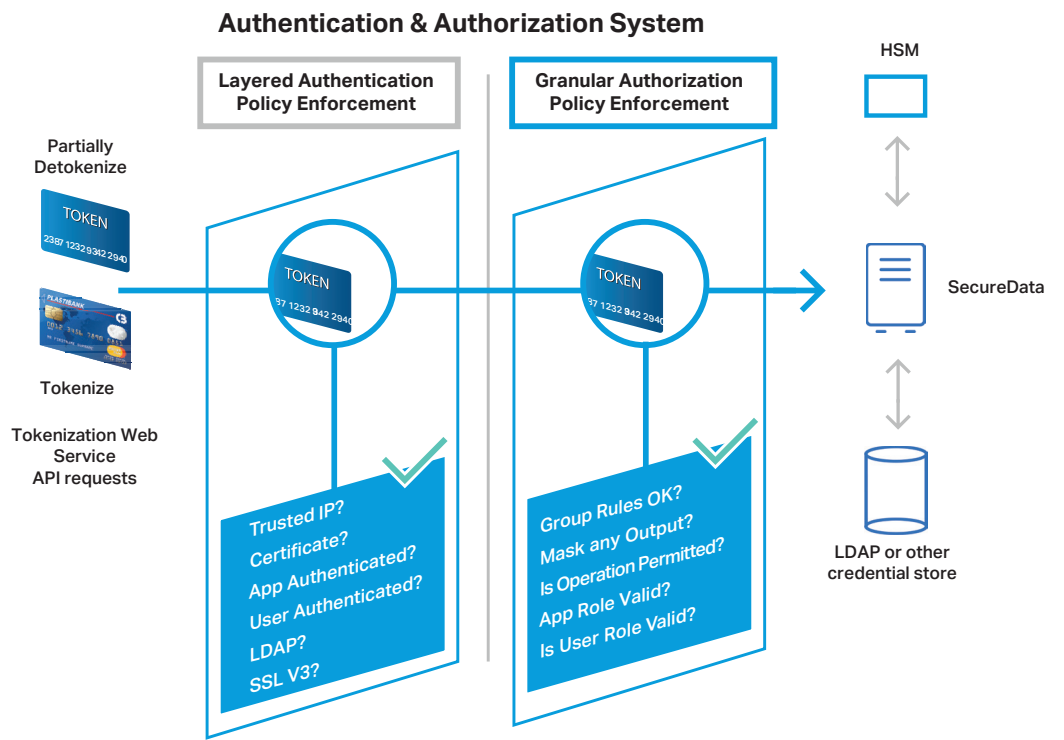 Authentication & Authorization System
Layered Authentication
Policy Enforcement
Granular Authorization
Policy Enforcement
HSM
Partially
Detokenize
TOKEN
2387 1232 9342 2940
PLASTIBANK
Tokenize
Tokenization Web
Service
API requests
TOKEN
87 1232 9342 2940
TOKEN
87 1232 9342 2940
SecureData
LDAP or other
credential store
Trusted IP?
Certificate?
App Authenticated?
User Authenticated?
LDAP?
SSL V3?
Group Rules OK?
Mask any Output?
Is Operation Permitted?
App Role Valid?
Is User Role Valid?